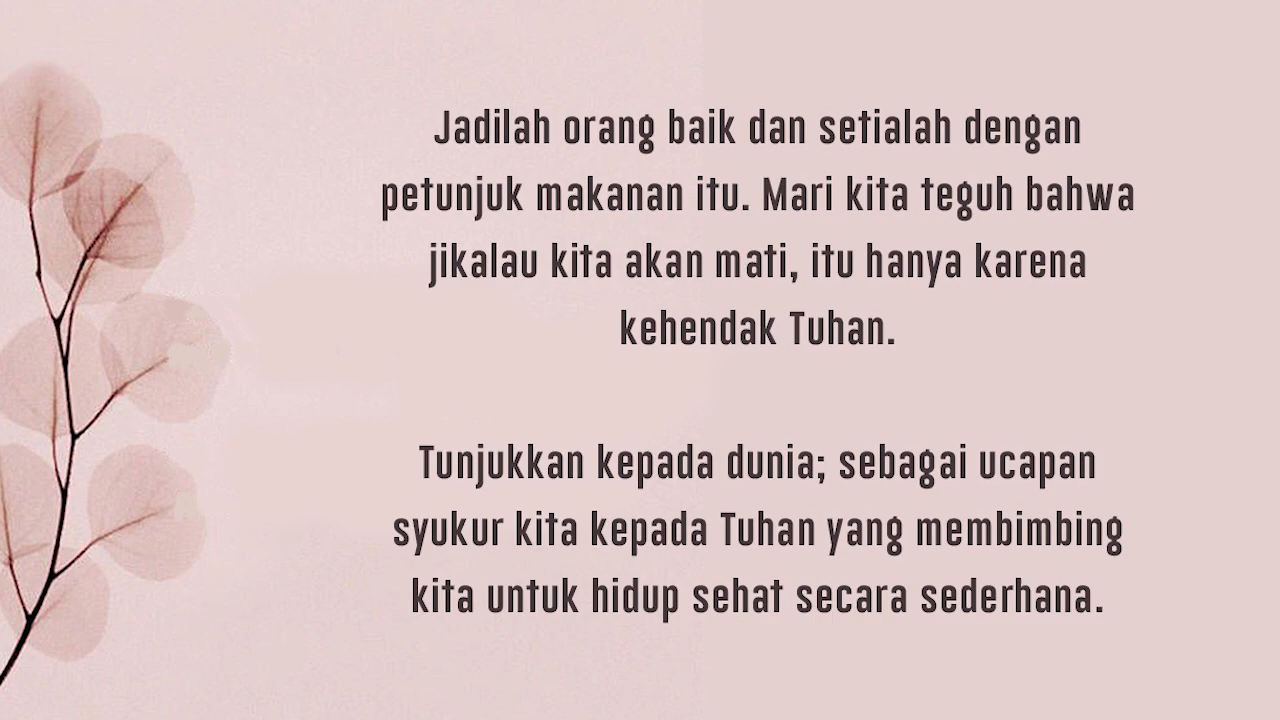 Jadilah orang baik dan setialah dengan
petunjuk makanan itu. Mari kita teguh bahwa
jikalau kita akan mati, itu hanya karena
kehendak Tuhan.
Tunjukkan kepada dunia; sebagai ucapan
syukur kita kepada Tuhan yang membimbing
kita untuk hidup sehat secara sederhana.